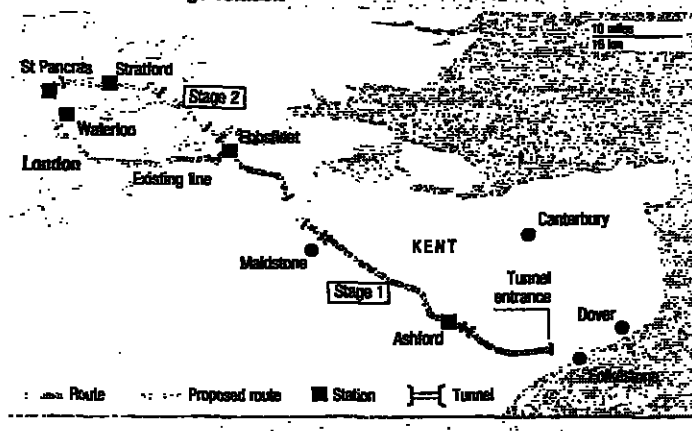 10 miles
16 km
St Pancras
Stratford
Stage 2
Waterloo
Ebbsfleet
London
Existing line
Canterbury
KENT
Maidstone
Tunnel
entrance
Stage 1
Dover
Ashford
Folkestone
Route
Proposed route
Station
Tunnel